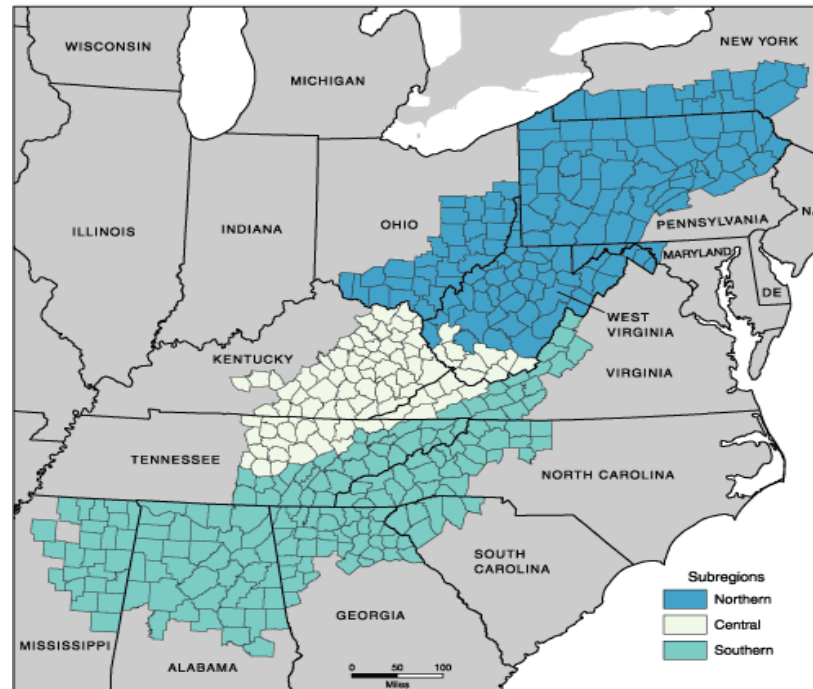 WISCONSIN
MICHIGAN
NEW YORK
ILLINOIS
INDIANA
OHIO
PENNSYLVANIA
MARYLAND
DE
WEST
VIRGINIA
KENTUCKY
VIRGINIA
TENNESSEE
NORTH CAROLINA
SOUTH
CAROLINA
GEORGIA
MISSISSIPPI
ALABAMA
Subregions
Northern
Central
Southern
0 50 100
Miles